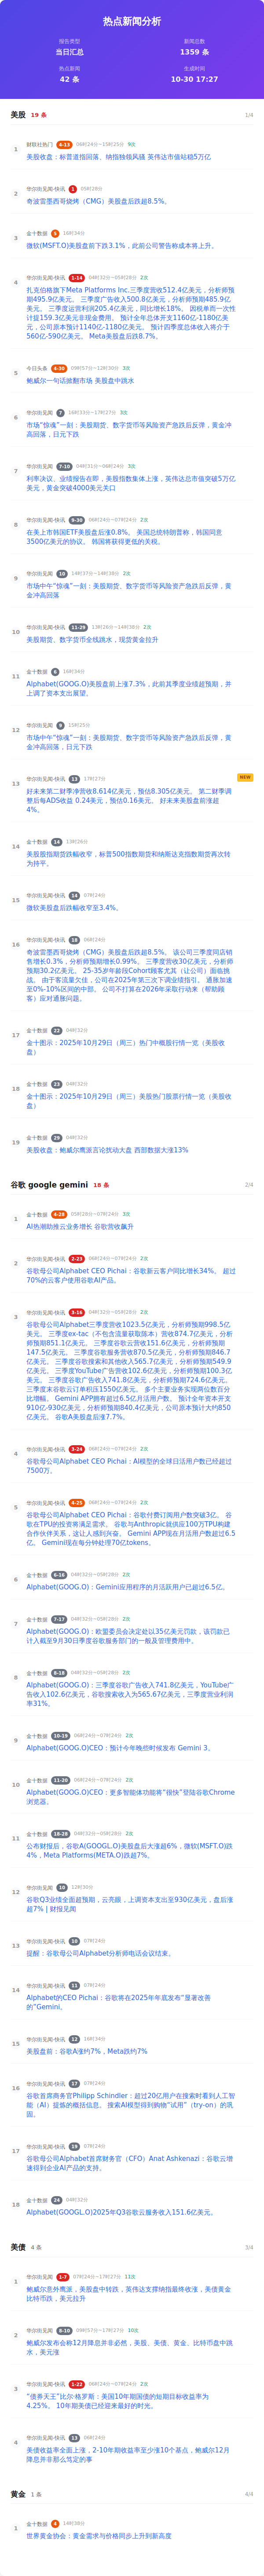 热点新闻分析
报告类型
新闻总数
当日汇总
1359 条
热点新闻
生成时间
42 条
10-30 17:27
美股 19 条
1/4
1
财联社热门 4-13 06时24分~15时25分 9次
美股收盘：标普道指回落、纳指独领风骚 英伟达市值站稳5万亿
2
华尔街见闻-快讯 1 05时28分
奇波雷墨西哥烧烤（CMG）美股盘后跌超8.5%。
3
金十数据 5 16时34分
微软(MSFT.O)美股盘前下跌3.1%，此前公司警告称成本将上升。
4
华尔街见闻-快讯 1-14 04时32分~05时28分 2次
扎克伯格旗下Meta Platforms Inc.三季度营收512.4亿美元，分析师预
期495.9亿美元。 三季度广告收入500.8亿美元，分析师预期485.9亿
美元。 三季度运营利润205.4亿美元，同比增长18%。 因税单而一次性
计提159.3亿美元非现金费用。 预计全年总体开支1160亿-1180亿美
元，公司原本预计1140亿-1180亿美元。 预计四季度总体收入将介于
560亿-590亿美元。 Meta美股盘后跌8.7%。
5
今日头条 4-30 09时57分~12时30分 3次
鲍威尔一句话掀翻市场 美股盘中跳水
6
华尔街见闻 7 16时33分~17时27分 3次
市场“惊魂”一刻：美股期货、数字货币等风险资产急跌后反弹，黄金冲
高回落，日元下跌
7
华尔街见闻 7-10 04时31分~06时24分 3次
利率决议、业绩报告在即，美股指数集体上涨，英伟达总市值突破5万亿
美元，黄金突破4000美元关口
8
华尔街见闻-快讯 9-30 06时24分~07时24分 2次
在美上市韩国ETF美股盘后涨0.8%。 美国总统特朗普称，韩国同意
3500亿美元的协议。 韩国将获得更低的关税。
9
华尔街见闻 10 14时37分~14时38分 2次
市场中午“惊魂”一刻：美股期货、数字货币等风险资产急跌后反弹，黄
金冲高回落
10
华尔街见闻-快讯 11-29 13时26分~14时38分 2次
美股期货、数字货币全线跳水，现货黄金拉升
11
金十数据 6 16时34分
Alphabet(GOOG.O)美股盘前上涨7.3%，此前其季度业绩超预期，并
上调了资本支出展望。
12
华尔街见闻 9 15时25分
市场中午“惊魂”一刻：美股期货、数字货币等风险资产急跌后反弹，黄
金冲高回落，日元下跌
NEW
13
华尔街见闻-快讯 13 17时27分
好未来第二财季净营收8.614亿美元，预估8.305亿美元。 第二财季调
整后每ADS收益 0.24美元，预估0.16美元。 好未来美股盘前涨超
4%。
14
金十数据 14 13时26分
美股股指期货跌幅收窄，标普500指数期货和纳斯达克指数期货再次转
为持平。
15
华尔街见闻-快讯 14 07时24分
微软美股盘后跌幅收窄至3.4%。
16
华尔街见闻-快讯 18 06时24分
奇波雷墨西哥烧烤（CMG）美股盘后跌超8.5%。 该公司三季度同店销
售增长0.3%，分析师预期增长0.99%。 三季度营收30亿美元，分析师
预期30.2亿美元。 25-35岁年龄段Cohort顾客尤其（让公司）面临挑
战。 由于客流量欠佳，公司在2025年第三次下调业绩指引。 通胀加速
至0%-10%区间的中部。 公司不打算在2026年采取行动来（帮助顾
客）应对通胀问题。
17
金十数据 22 04时32分
金十图示：2025年10月29日（周三）热门中概股行情一览（美股收
盘）
18
金十数据 23 04时32分
金十图示：2025年10月29日（周三）美股热门股票行情一览（美股收
盘）
19
金十数据 29 04时32分
美股收盘：鲍威尔鹰派言论扰动大盘 西部数据大涨13%
谷歌 google gemini 18 条
2/4
1
金十数据 4-28 05时28分~07时24分 3次
AI热潮助推云业务增长 谷歌营收飙升
2
华尔街见闻-快讯 2-23 06时24分~07时24分 2次
谷歌母公司Alphabet CEO Pichai：谷歌新云客户同比增长34%。 超过
70%的云客户使用谷歌AI产品。
3
华尔街见闻-快讯 3-16 04时32分~05时28分 2次
谷歌母公司Alphabet三季度营收1023.5亿美元，分析师预期998.5亿
美元。 三季度ex-tac（不包含流量获取陈本）营收874.7亿美元，分析
师预期851.1亿美元。 三季度谷歌云营收151.6亿美元，分析师预期
147.5亿美元。 三季度谷歌服务营收870.5亿美元，分析师预期846.7
亿美元。 三季度谷歌搜索和其他收入565.7亿美元，分析师预期549.9
亿美元。 三季度YouTube广告营收102.6亿美元，分析师预期100.3亿
美元。 三季度谷歌广告收入741.8亿美元，分析师预期724.6亿美元。
三季度末谷歌云订单积压1550亿美元。 多个主要业务实现两位数百分
比增幅。 Gemini APP拥有超过6.5亿月活用户数。 预计全年资本开支
910亿-930亿美元，分析师预期840.4亿美元，公司原本预计大约850
亿美元。 谷歌A美股盘后涨7.7%。
4
华尔街见闻-快讯 3-24 06时24分~07时24分 2次
谷歌母公司Alphabet CEO Pichai：AI模型的全球日活用户数已经超过
7500万。
5
华尔街见闻-快讯 4-25 06时24分~07时24分 2次
谷歌母公司Alphabet CEO Pichai：谷歌付费订阅用户数突破3亿。 谷
歌在TPU的投资将满足需求。 谷歌与Anthropic就供应100万TPU构建
合作伙伴关系，这让人感到兴奋。 Gemini APP现在月活用户数超过6.5
亿。 Gemini现在每分钟处理70亿tokens。
6
金十数据 6-16 04时32分~05时28分 2次
Alphabet(GOOG.O)：Gemini应用程序的月活跃用户已超过6.5亿。
7
金十数据 7-17 04时32分~05时28分 2次
Alphabet(GOOG.O)：欧盟委员会决定处以35亿美元罚款，该罚款已
计入截至9月30日季度谷歌服务部门的一般及管理费用中。
8
金十数据 8-18 04时32分~05时28分 2次
Alphabet(GOOG.O)：三季度谷歌广告收入741.8亿美元，YouTube广
告收入102.6亿美元，谷歌搜索收入为565.67亿美元，三季度营业利润
率31%。
9
金十数据 10-19 06时24分~07时24分 2次
Alphabet(GOOG.O)CEO：预计今年晚些时候发布 Gemini 3。
10
金十数据 11-20 06时24分~07时24分 2次
Alphabet(GOOG.O)CEO：更多智能体功能将“很快”登陆谷歌Chrome
浏览器。
11
金十数据 18-28 04时32分~05时28分 2次
公布财报后，谷歌A(GOOGL.O)美股盘后大涨超6%，微软(MSFT.O)跌
4%，Meta Platforms(META.O)跌超7%。
12
华尔街见闻 10 12时30分
谷歌Q3业绩全面超预期，云亮眼，上调资本支出至930亿美元，盘后涨
超7% | 财报见闻
13
华尔街见闻-快讯 10 07时24分
提醒：谷歌母公司Alphabet分析师电话会议结束。
14
华尔街见闻-快讯 11 07时24分
Alphabet的CEO Pichai：谷歌将在2025年年底发布“显著改善
的”Gemini。
15
华尔街见闻-快讯 12 16时34分
美股盘前：谷歌A涨约7%，Meta跌约7%
16
华尔街见闻-快讯 17 07时24分
谷歌首席商务官Philipp Schindler：超过20亿用户在搜索时看到人工智
能（AI）提炼的概括信息。 搜索AI模型得到购物“试用”（try-on）的巩
固。
17
华尔街见闻-快讯 19 07时24分
谷歌母公司Alphabet首席财务官（CFO）Anat Ashkenazi：谷歌云增
速得到企业AI产品的支持。
18
金十数据 24 04时32分
Alphabet(GOOGL.O)2025年Q3谷歌云服务收入151.6亿美元。
美债 4 条
3/4
1
华尔街见闻 1-7 07时24分~17时27分 11次
鲍威尔意外鹰派，美股盘中转跌，英伟达支撑纳指最终收涨，美债黄金
比特币跌，美元拉升
2
华尔街见闻 8-10 09时57分~17时27分 10次
鲍威尔发布会称12月降息并非必然，美股、美债、黄金、比特币盘中跳
水，美元涨
3
华尔街见闻-快讯 1-22 06时24分~07时24分 2次
“债券天王”比尔·格罗斯：美国10年期国债的短期目标收益率为
4.25%。 10年期美债已经迎来最好的时光。
4
华尔街见闻-快讯 13 06时24分
美债收益率全面上涨，2-10年期收益率至少涨10个基点，鲍威尔12月
降息并非那么笃定的事
黄金 1 条
4/4
1
金十数据 4 14时38分
世界黄金协会：黄金需求与价格同步上升到新高度